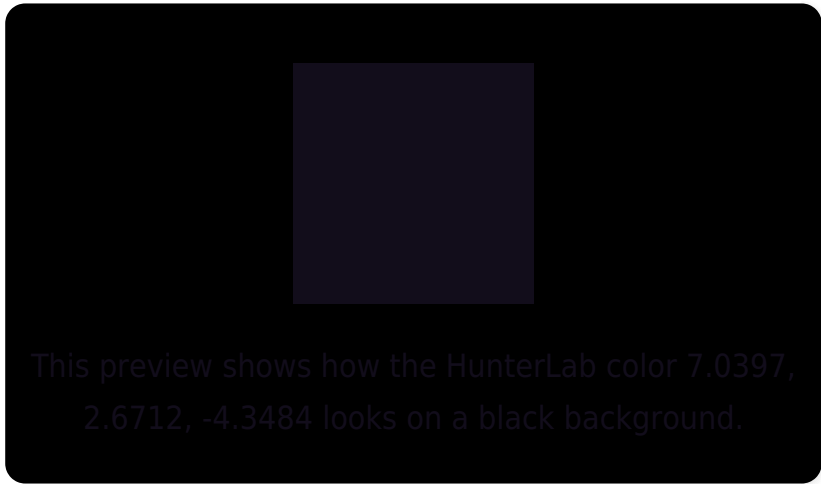 This preview shows how the HunterLab color 7.0397,
2.6712, -4.3484 looks on a black background.